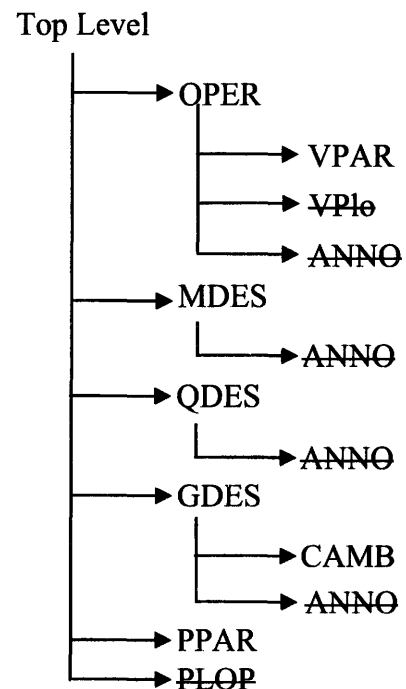 Top Level
OPER
VPAR
VPlo
ANNO
MDES
ANNO
QDES
ANNO
GDES
CAMB
ANNO
PPAR
PLOP